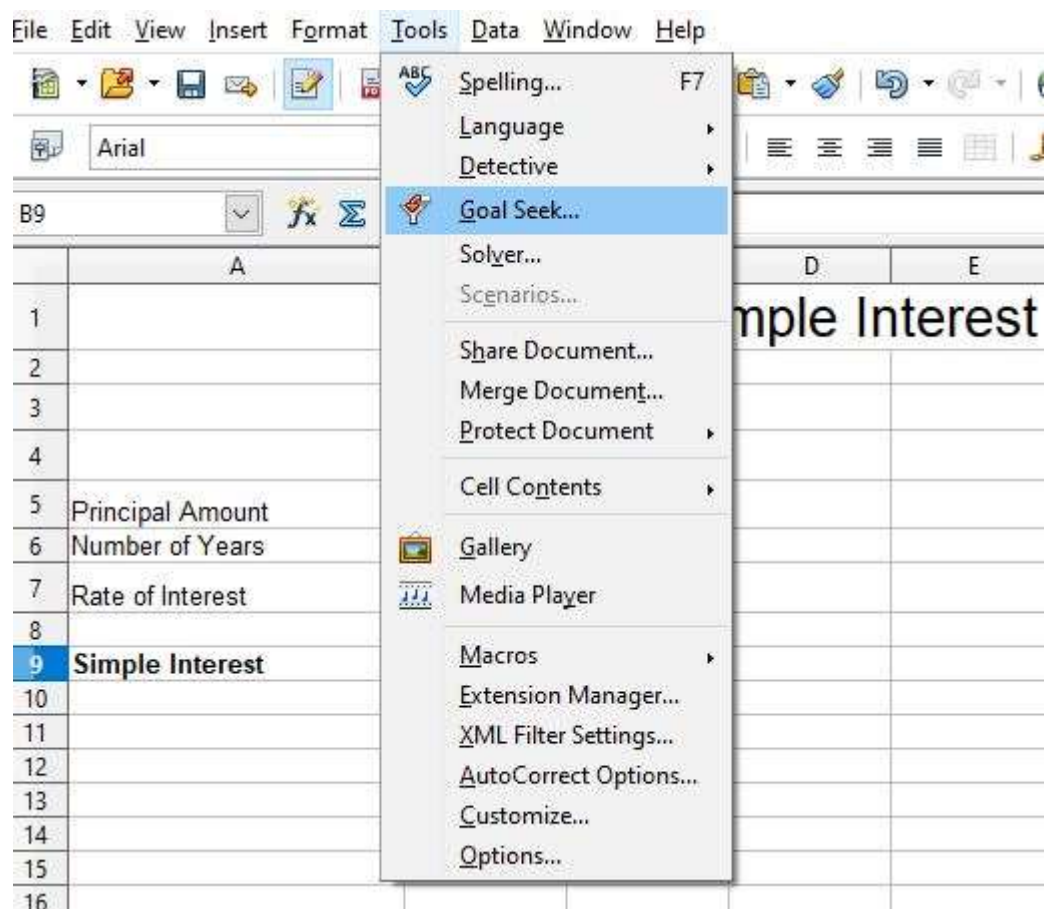 File Edit View Insert Format Tools Data Window Help
ABC Spelling... F7
Language
Arial
Detective
B9 Goal Seek...
Solver...
A D E
Scenarios...
1 mple Interest
Share Document...
2
Merge Document...
3
Protect Document
4
Cell Contents
5 Principal Amount
6 Number of Years Gallery
7 Rate of Interest Media Player
8
Macros
9 Simple Interest
10 Extension Manager...
11 XML Filter Settings...
12 AutoCorrect Options...
13 Customize...
14
15 Options...
16